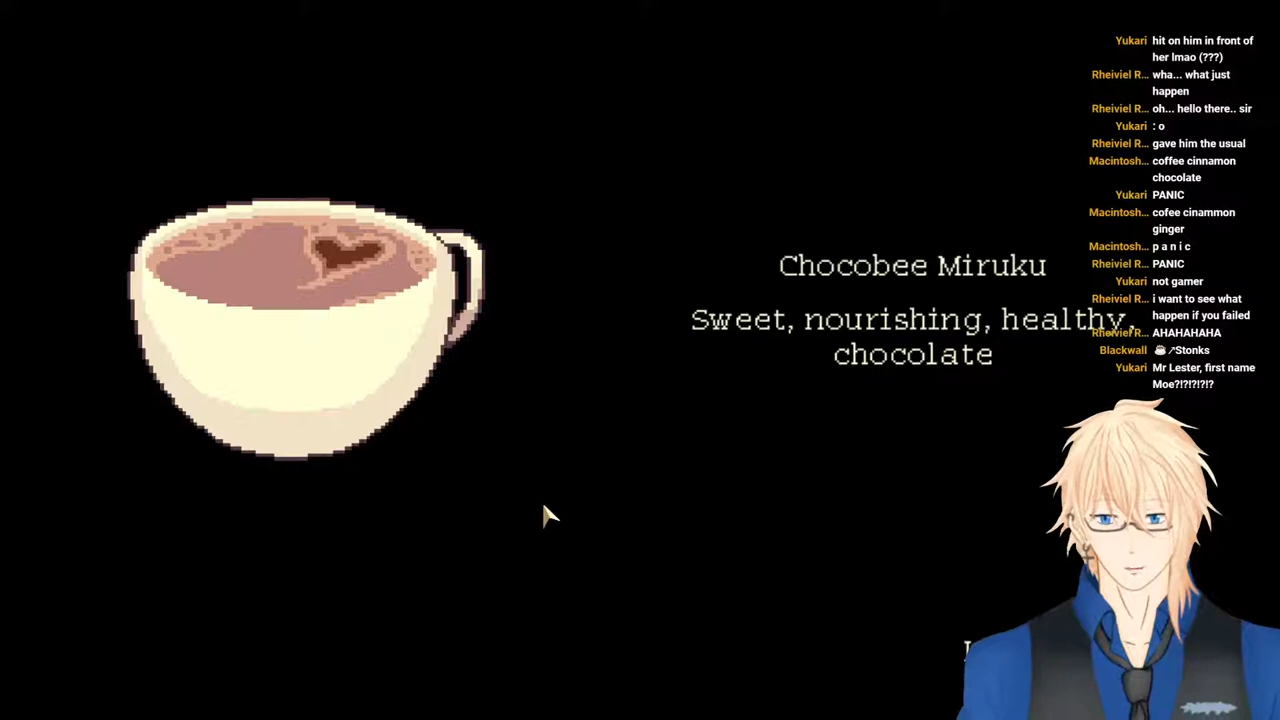 Yukari hit on him in front of
her lmao (???)
Rheiviel R... wha... what just
happen
Rheiviel R... oh... hello there.. sir
Yukari : o
Rheiviel R... gave him the usual
Macintosh... coffee cinnamon
chocolate
Yukari PANIC
Macintosh... cofee cinammon
ginger
Macintosh... p a n i c
Rheiviel R... PANIC
Yukari not gamer
Rheiviel R... i want to see what
happen if you failed
Rheiviel R... AHAHAHAHA
Blackwall ☕↗Stonks
Yukari Mr Lester, first name
Moe?!?!?!?!?
Chocobee Miruku
Sweet, nourishing, healthy,
chocolate